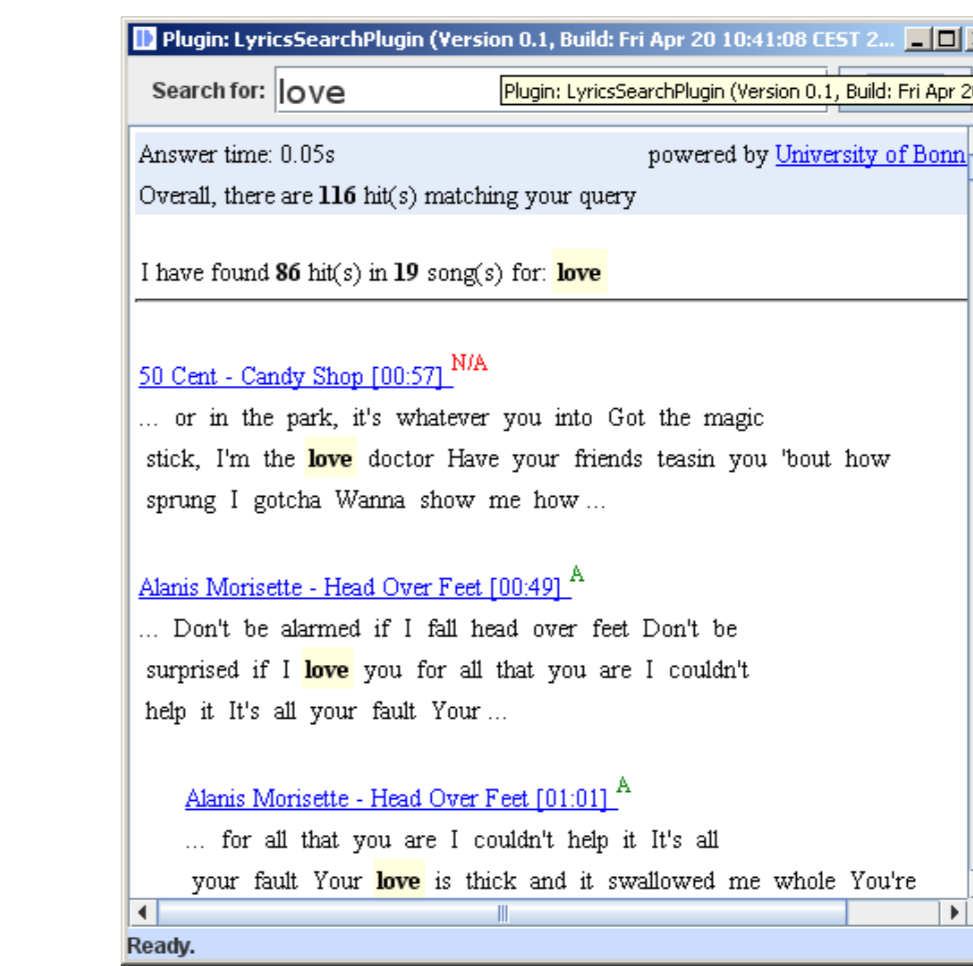 Plugin: LyricsSearchPlugin (Version 0.1, Build: Fri Apr 20 10:41:08 CEST 2...
Search for: love
Plugin: LyricsSearchPlugin (Version 0.1, Build: Fri Apr 2
Answer time: 0.05s powered by University of Bonn
Overall, there are 116 hit(s) matching your query
I have found 86 hit(s) in 19 song(s) for: love
50 Cent - Candy Shop [00:57] N/A
... or in the park, it's whatever you into Got the magic
stick, I'm the love doctor Have your friends teasin you 'bout how
sprung I gotcha Wanna show me how ...
Alanis Morisette - Head Over Feet [00:49] A
... Don't be alarmed if I fall head over feet Don't be
surprised if I love you for all that you are I couldn't
help it It's all your fault Your ...
Alanis Morisette - Head Over Feet [01:01] A
... for all that you are I couldn't help it It's all
your fault Your love is thick and it swallowed me whole You're
Ready.